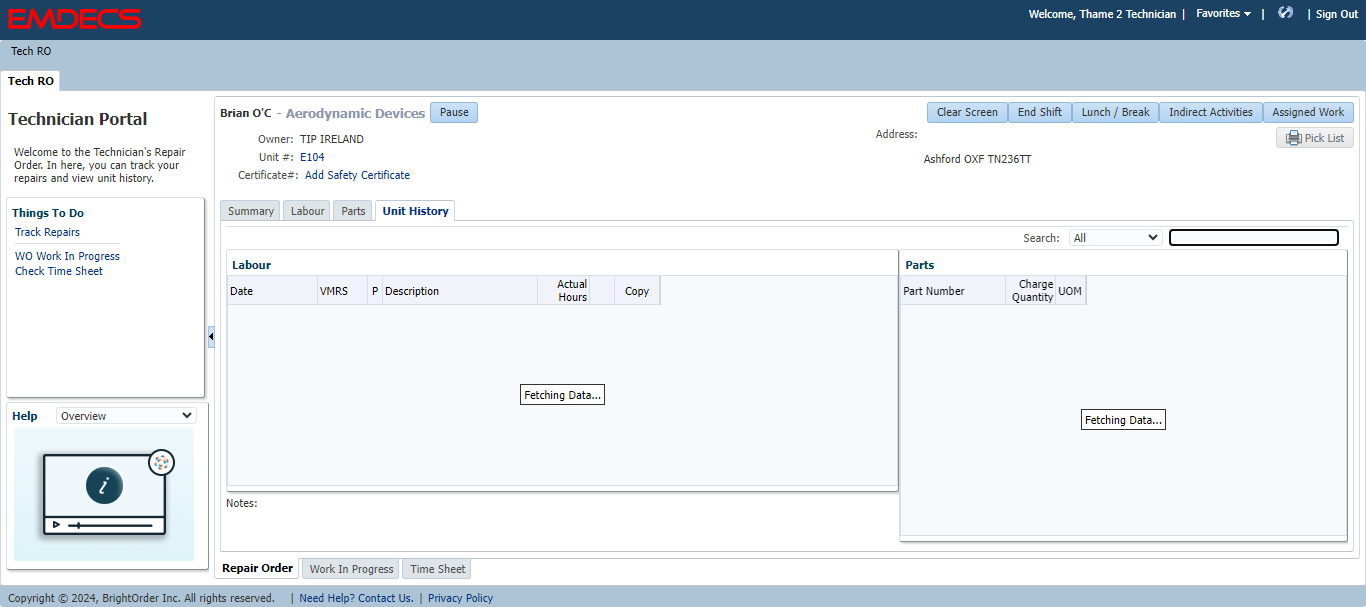 EMDECS
Welcome, Thame 2 Technician | Favorites | | Sign Out
Tech RO
Tech RO
Technician Portal
Welcome to the Technician's Repair
Order. In here, you can track your
repairs and view unit history.
Things To Do
Track Repairs
WO Work In Progress
Check Time Sheet
Help Overview
i
Brian O'C - Aerodynamic Devices Pause
Clear Screen End Shift Lunch / Break Indirect Activities Assigned Work
Owner: TIP IRELAND
Unit #: E104
Certificate#: Add Safety Certificate
Address:
Pick List
Ashford OXF TN236TT
Summary Labour Parts Unit History
Search: All
Labour
Date VMRS P Description Actual Hours Copy
Fetching Data...
Notes:
Parts
Part Number Charge Quantity UOM
Fetching Data...
Repair Order Work In Progress Time Sheet
Copyright © 2024, BrightOrder Inc. All rights reserved. | Need Help? Contact Us. | Privacy Policy